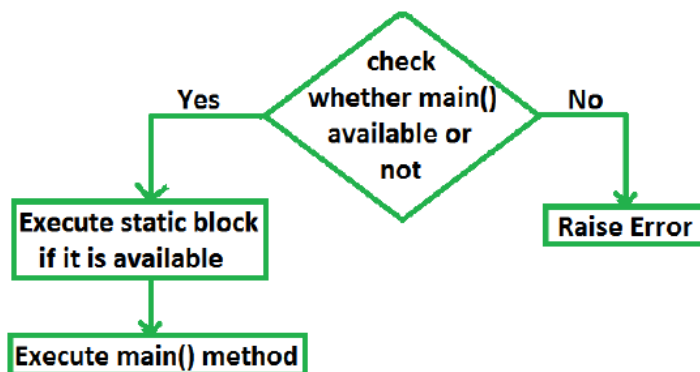 check
whether main()
available or
not
Yes
No
Execute static block
if it is available
Raise Error
Execute main() method